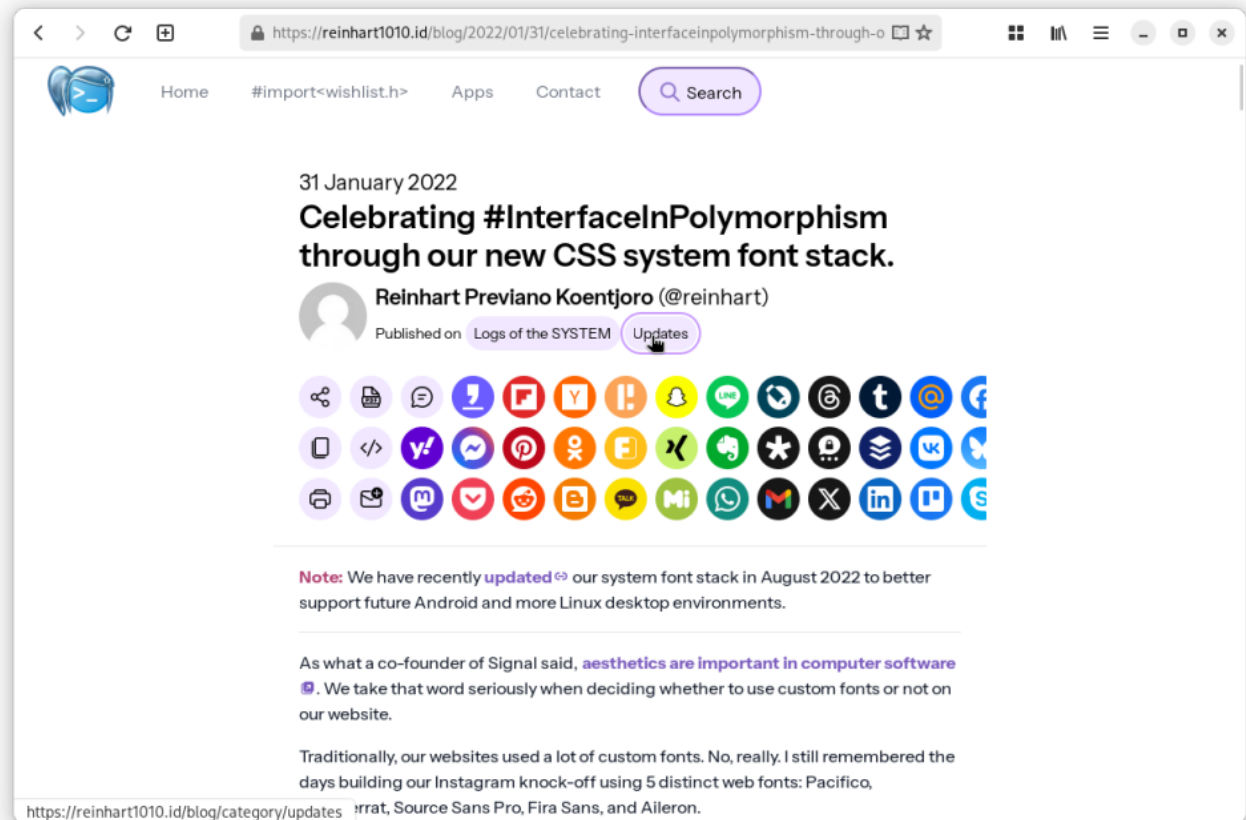 https://reinhart1010.id/blog/2022/01/31/celebrating-interfaceinpolymorphism-through-o
>_
Home #import<wishlist.h> Apps Contact Search
31 January 2022
Celebrating #InterfaceInPolymorphism
through our new CSS system font stack.
Reinhart Previano Koentjoro (@reinhart)
Published on Logs of the SYSTEM Updates
Y LINE t @
y! VK
TALK Mi X in
Note: We have recently updated our system font stack in August 2022 to better
support future Android and more Linux desktop environments.
As what a co-founder of Signal said, aesthetics are important in computer software
. We take that word seriously when deciding whether to use custom fonts or not on
our website.
Traditionally, our websites used a lot of custom fonts. No, really. I still remembered the
days building our Instagram knock-off using 5 distinct web fonts: Pacifico,
errat, Source Sans Pro, Fira Sans, and Aileron.
https://reinhart1010.id/blog/category/updates